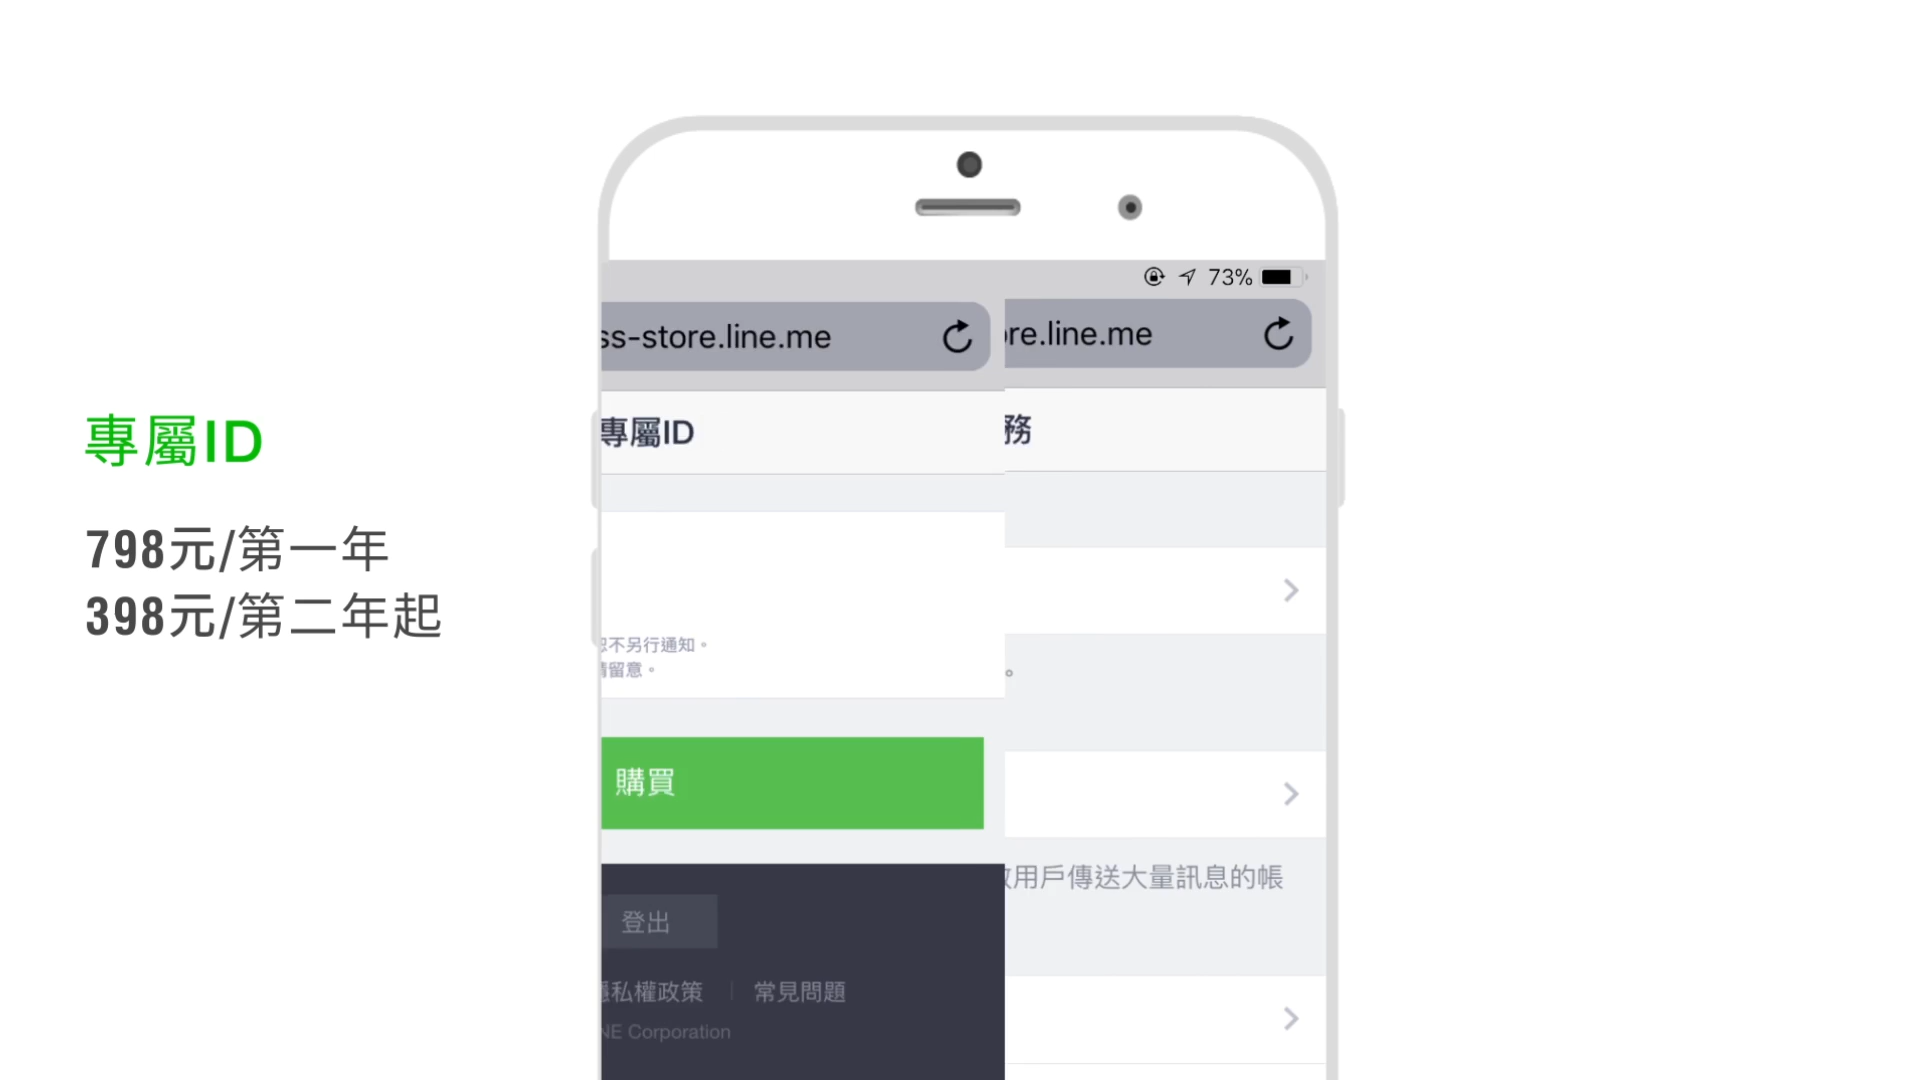 專屬ID
798元/第一年
398元/第二年起
73%
ss-store.line.me
re.line.me
專屬ID
務
不另行通知。
留意。
。
購買
用戶傳送大量訊息的帳
登出
私權政策
常見問題
NE Corporation